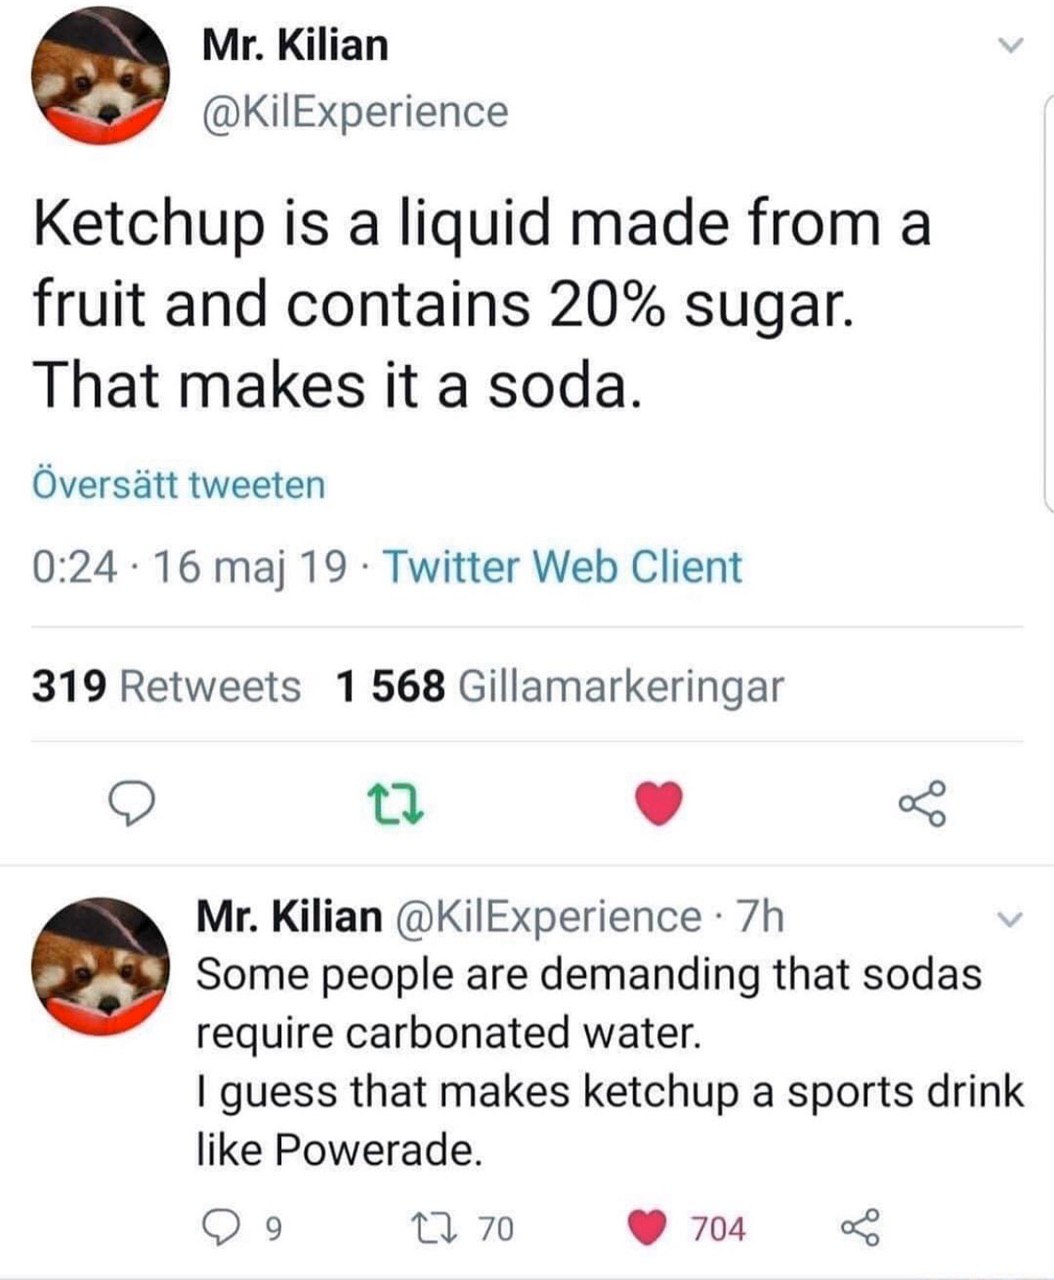 Mr. Kilian
@KilExperience
Ketchup is a liquid made from a
fruit and contains 20% sugar.
That makes it a soda.
Översätt tweeten
0:24 · 16 maj 19 · Twitter Web Client
319 Retweets 1 568 Gillamarkeringar
Mr. Kilian @KilExperience · 7h
Some people are demanding that sodas
require carbonated water.
I guess that makes ketchup a sports drink
like Powerade.
9 70 704